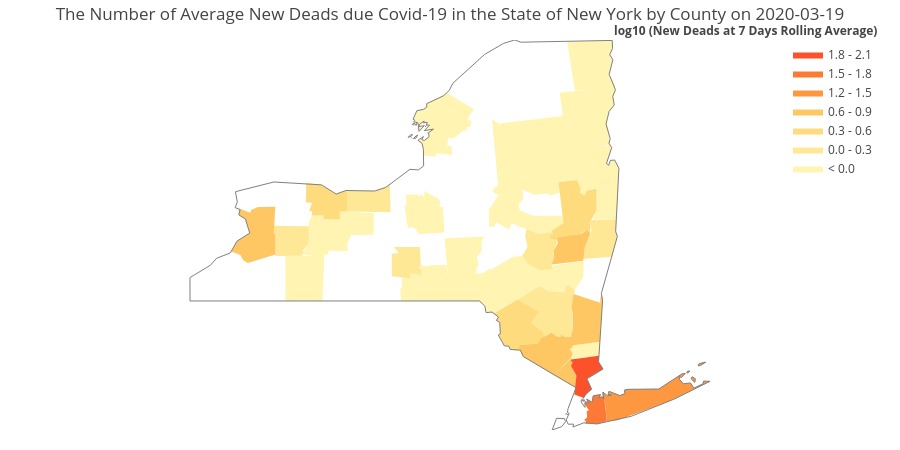 The Number of Average New Deads due Covid-19 in the State of New York by County on 2020-03-19
log10 (New Deads at 7 Days Rolling Average)
1.8 - 2.1
1.5 - 1.8
1.2 - 1.5
0.6 - 0.9
0.3 - 0.6
0.0 - 0.3
< 0.0